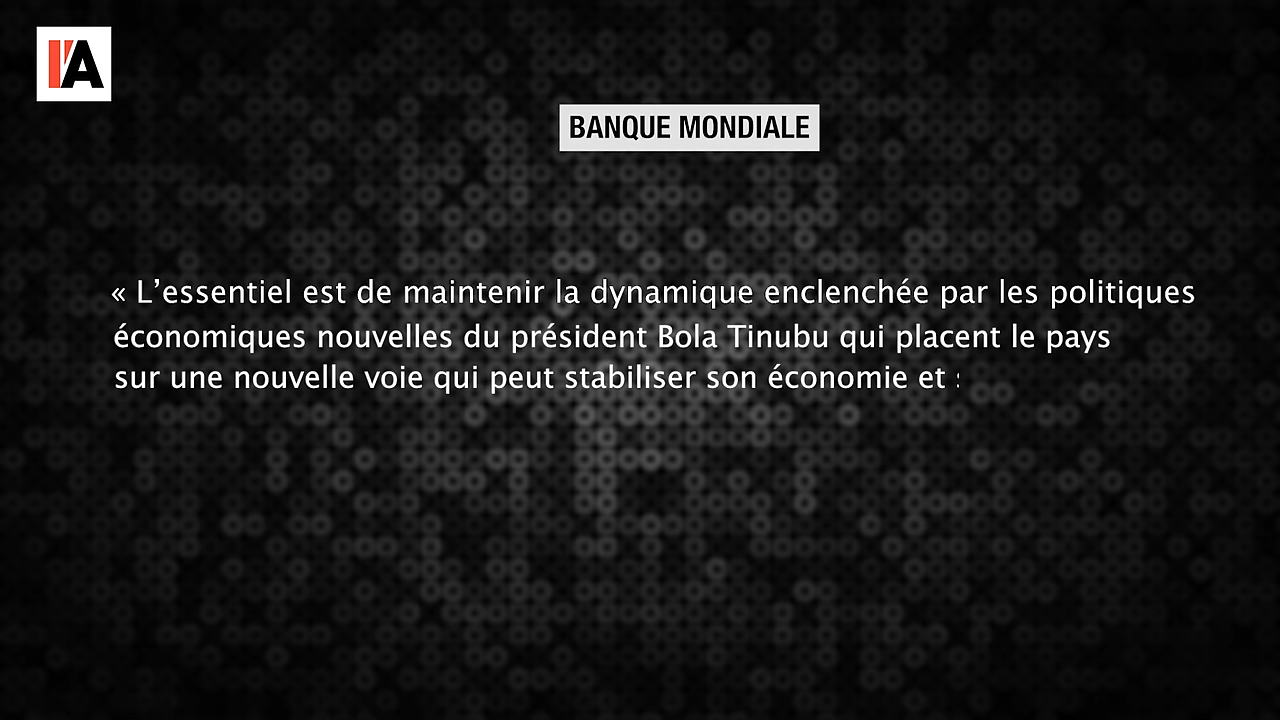 I'A
BANQUE MONDIALE
« L’essentiel est de maintenir la dynamique enclenchée par les politiques
économiques nouvelles du président Bola Tinubu qui placent le pays
sur une nouvelle voie qui peut stabiliser son économie et